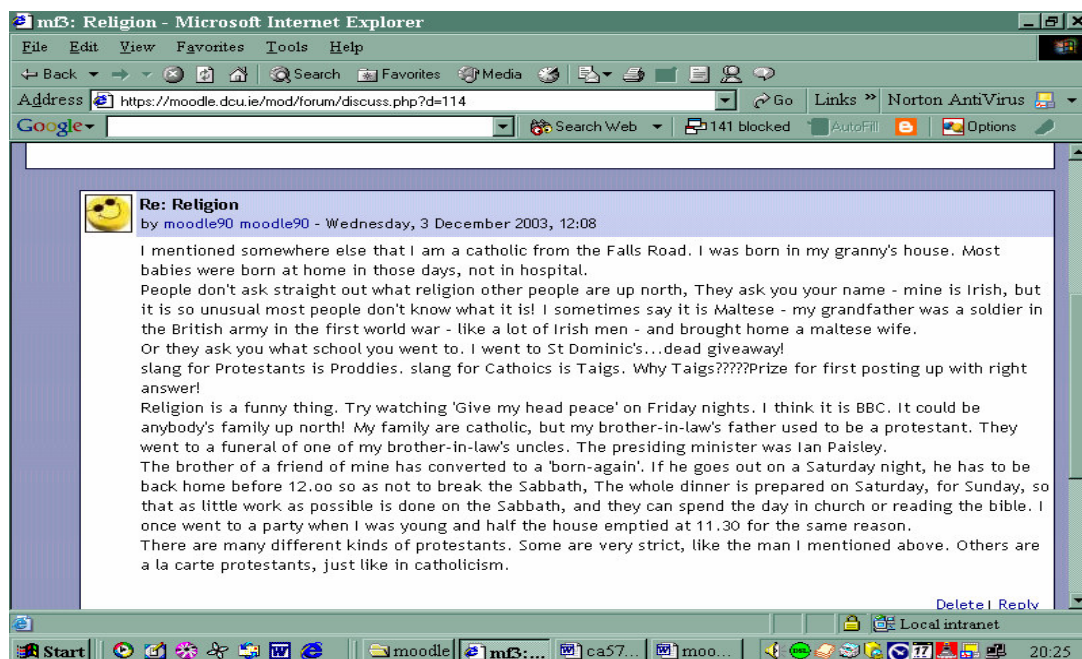 mf3: Religion - Microsoft Internet Explorer
File Edit View Favorites Tools Help
Back Search Favorites Media
Address https://moodle.dcu.ie/mod/forum/discuss.php?d=114 Go Links » Norton AntiVirus
Google Search Web 141 blocked AutoFill Options
Re: Religion
by moodle90 moodle90 - Wednesday, 3 December 2003, 12:08
I mentioned somewhere else that I am a catholic from the Falls Road. I was born in my granny's house. Most
babies were born at home in those days, not in hospital.
People don't ask straight out what religion other people are up north, They ask you your name - mine is Irish, but
it is so unusual most people don't know what it is! I sometimes say it is Maltese - my grandfather was a soldier in
the British army in the first world war - like a lot of Irish men - and brought home a maltese wife.
Or they ask you what school you went to. I went to St Dominic's...dead giveaway!
slang for Protestants is Proddies. slang for Cathoics is Taigs. Why Taigs?????Prize for first posting up with right
answer!
Religion is a funny thing. Try watching 'Give my head peace' on Friday nights. I think it is BBC. It could be
anybody's family up north! My family are catholic, but my brother-in-law's father used to be a protestant. They
went to a funeral of one of my brother-in-law's uncles. The presiding minister was Ian Paisley.
The brother of a friend of mine has converted to a 'born-again'. If he goes out on a Saturday night, he has to be
back home before 12.oo so as not to break the Sabbath, The whole dinner is prepared on Saturday, for Sunday, so
that as little work as possible is done on the Sabbath, and they can spend the day in church or reading the bible. I
once went to a party when I was young and half the house emptied at 11.30 for the same reason.
There are many different kinds of protestants. Some are very strict, like the man I mentioned above. Others are
a la carte protestants, just like in catholicism.
Delete | Reply
Local intranet
Start moodle mf3:... ca57... moo... DSL 77 20:25